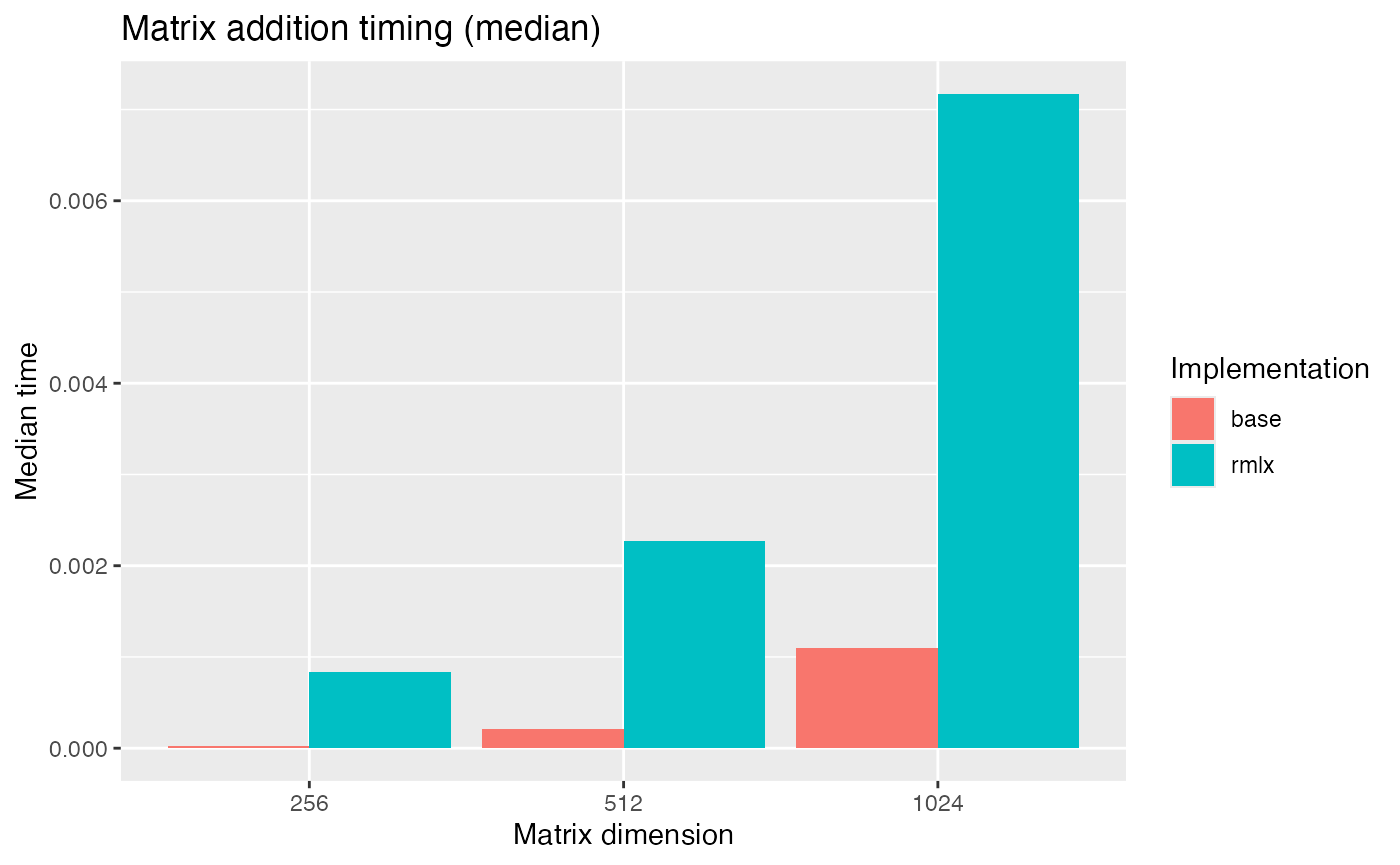 Matrix addition timing (median)
Median time
0.006
0.004
0.002
0.000
256
512
1024
Matrix dimension
Implementation
base
rmlx